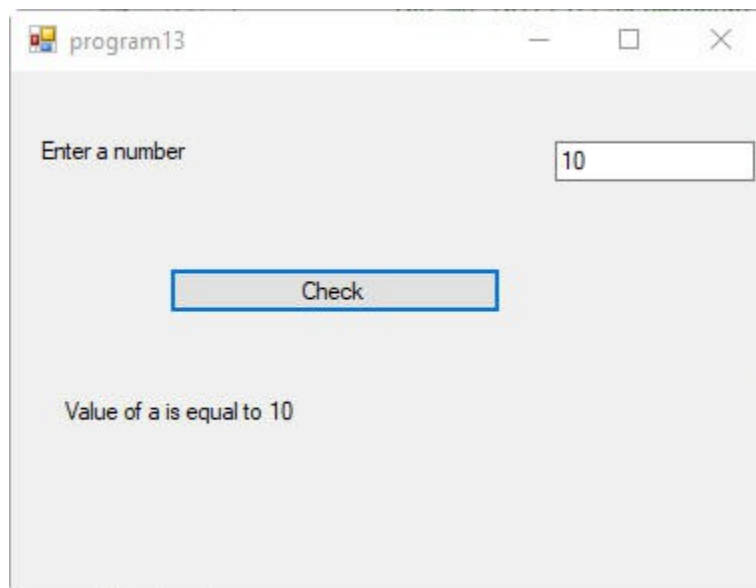 program13
Enter a number
10
Check
Value of a is equal to 10